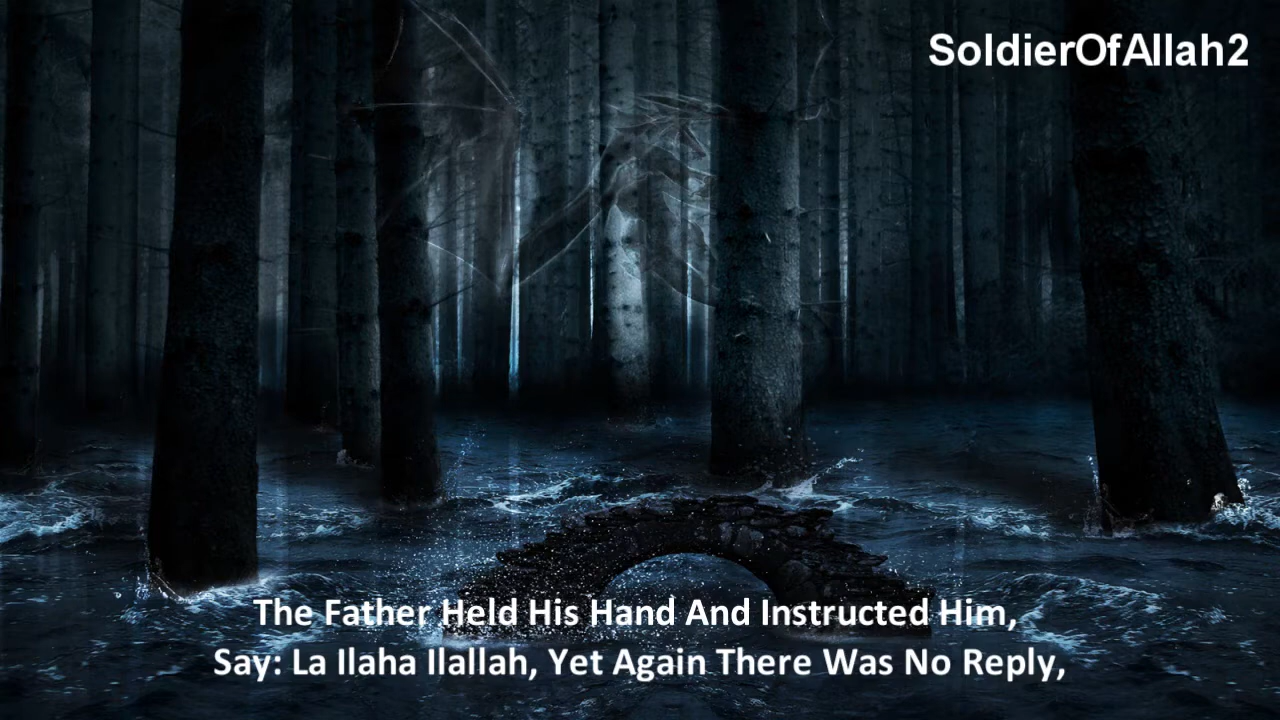 SoldierOfAllah2
The Father Held His Hand And Instructed Him,
Say: La Ilaha Ilallah, Yet Again There Was No Reply,